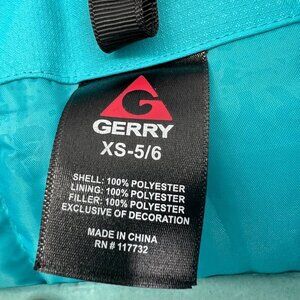 GERRY
XS-5/6
SHELL: 100% POLYESTER
LINING: 100% POLYESTER
FILLER: 100% POLYESTER
EXCLUSIVE OF DECORATION
MADE IN CHINA
RN # 117732